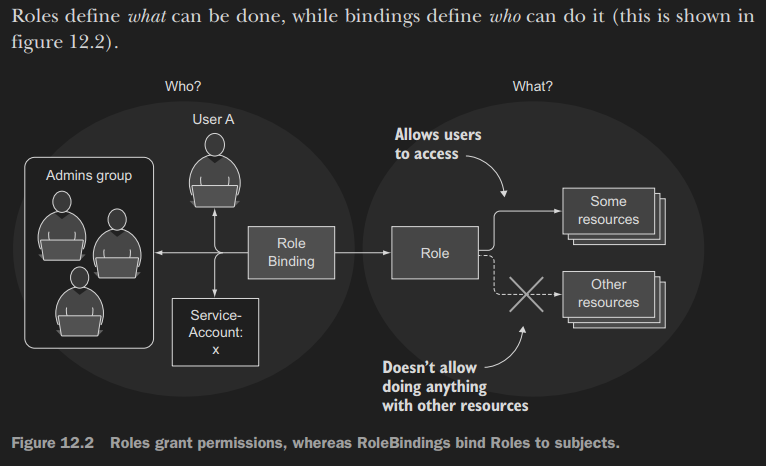 Roles define what can be done, while bindings define who can do it (this is shown in
figure 12.2).
Who?
What?
User A
Allows users
to access
Admins group
Some
resources
Role
Binding
Role
Other
resources
Service-
Account:
x
Doesn't allow
doing anything
with other resources
Figure 12.2 Roles grant permissions, whereas RoleBindings bind Roles to subjects.